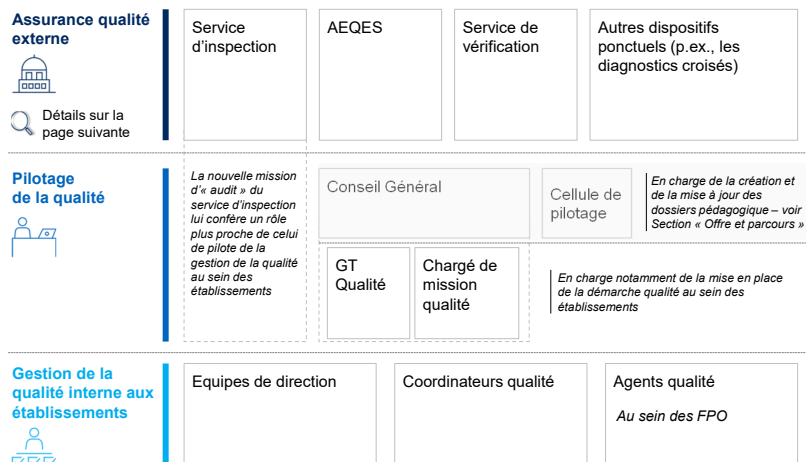 Assurance qualité
externe
Détails sur la
page suivante
Service
d'inspection
AEQES
Service de
vérification
Autres dispositifs
ponctuels (p.ex., les
diagnostics croisés)
Pilotage
de la qualité
La nouvelle mission
d'« audit » du
service d'inspection
lui confère un rôle
plus proche de celui
de pilote de la
gestion de la qualité
au sein des
établissements
Conseil Général
Cellule de
pilotage
En charge de la création et
de la mise à jour des
dossiers pédagogique – voir
Section « Offre et parcours »
GT
Qualité
Chargé de
mission
qualité
En charge notamment de la mise en place
de la démarche qualité au sein des
établissements
Gestion de la
qualité interne aux
établissements
Equipes de direction
Coordinateurs qualité
Agents qualité
Au sein des FPO